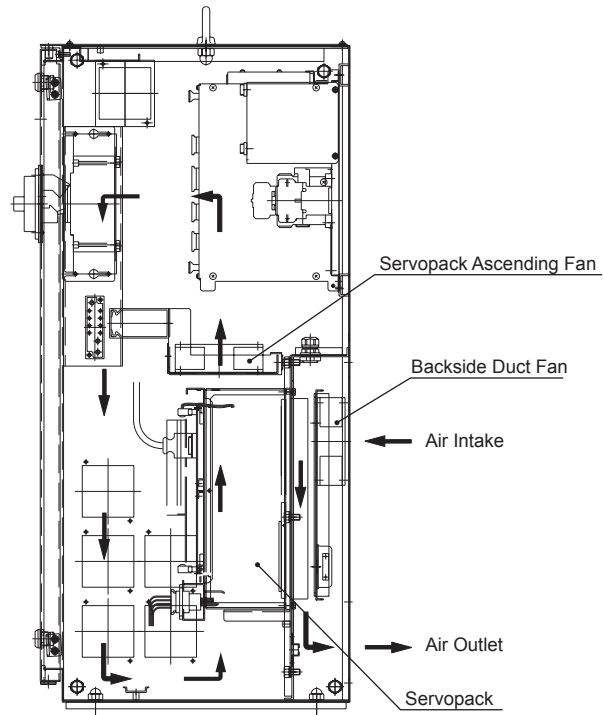 Servopack Ascending Fan
Backside Duct Fan
Air Intake
Air Outlet
Servopack